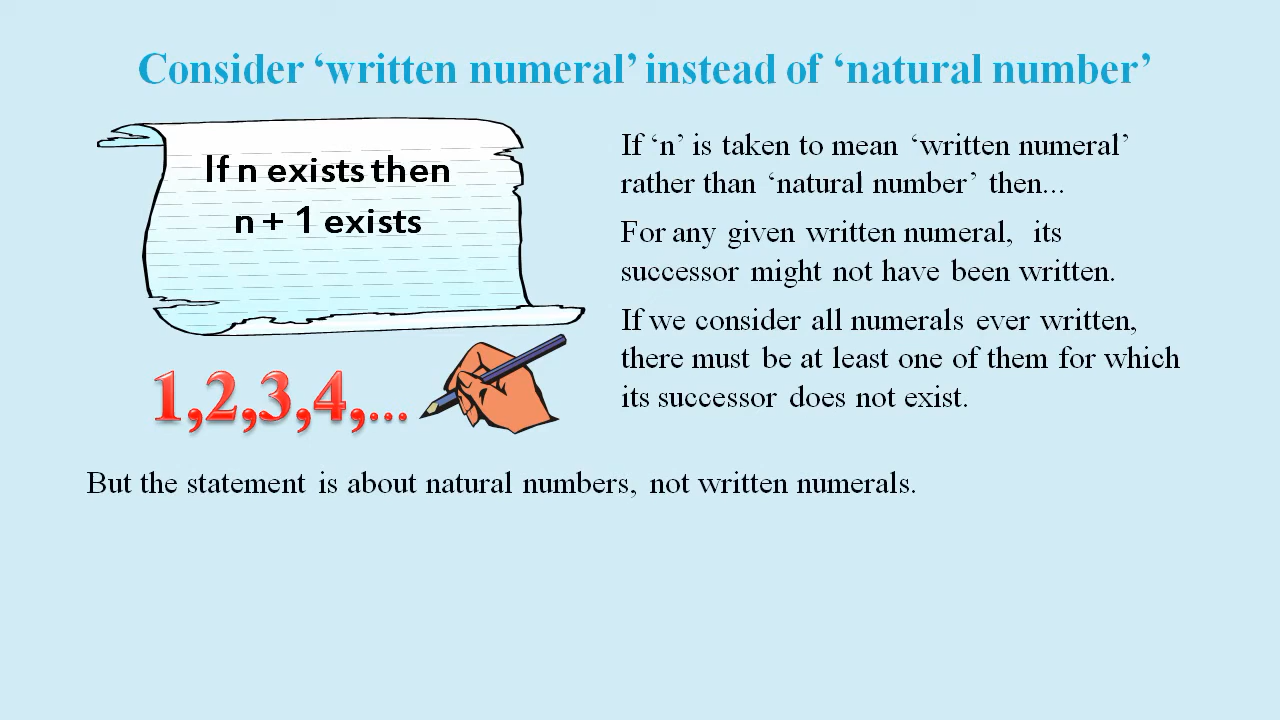 Consider ‘written numeral’ instead of ‘natural number’
If n exists then
n + 1 exists
1,2,3,4,...
If ‘n’ is taken to mean ‘written numeral’
rather than ‘natural number’ then...
For any given written numeral, its
successor might not have been written.
If we consider all numerals ever written,
there must be at least one of them for which
its successor does not exist.
But the statement is about natural numbers, not written numerals.